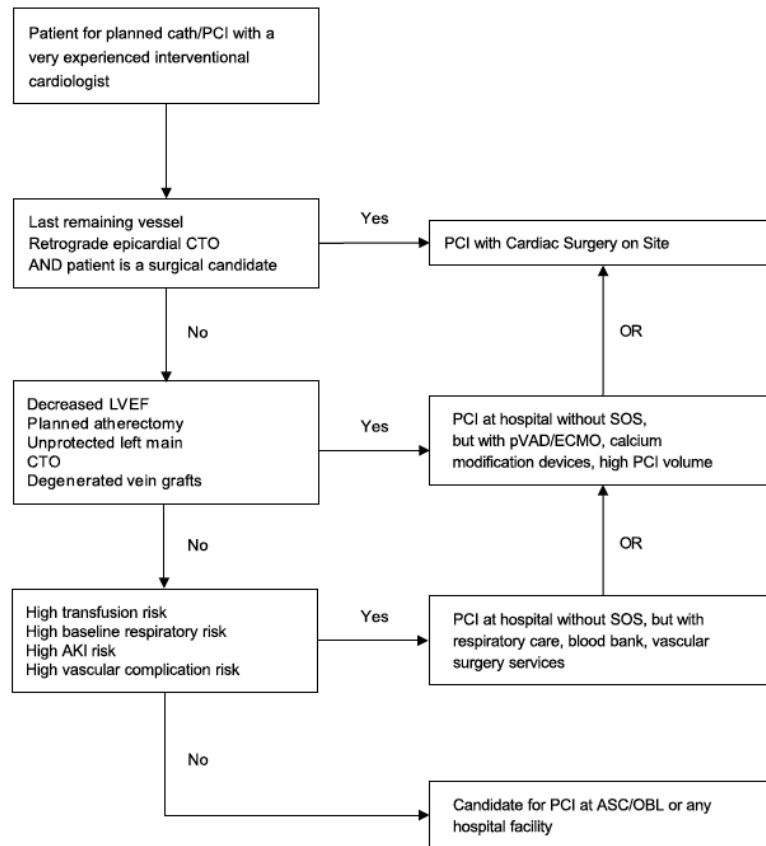 Patient for planned cath/PCI with a
very experienced interventional
cardiologist
Last remaining vessel
Retrograde epicardial CTO
AND patient is a surgical candidate
Yes
PCI with Cardiac Surgery on Site
No
OR
Decreased LVEF
Planned atherectomy
Unprotected left main
CTO
Degenerated vein grafts
Yes
PCI at hospital without SOS,
but with pVAD/ECMO, calcium
modification devices, high PCI volume
No
OR
High transfusion risk
High baseline respiratory risk
High AKI risk
High vascular complication risk
Yes
PCI at hospital without SOS, but with
respiratory care, blood bank, vascular
surgery services
No
Candidate for PCI at ASC/OBL or any
hospital facility